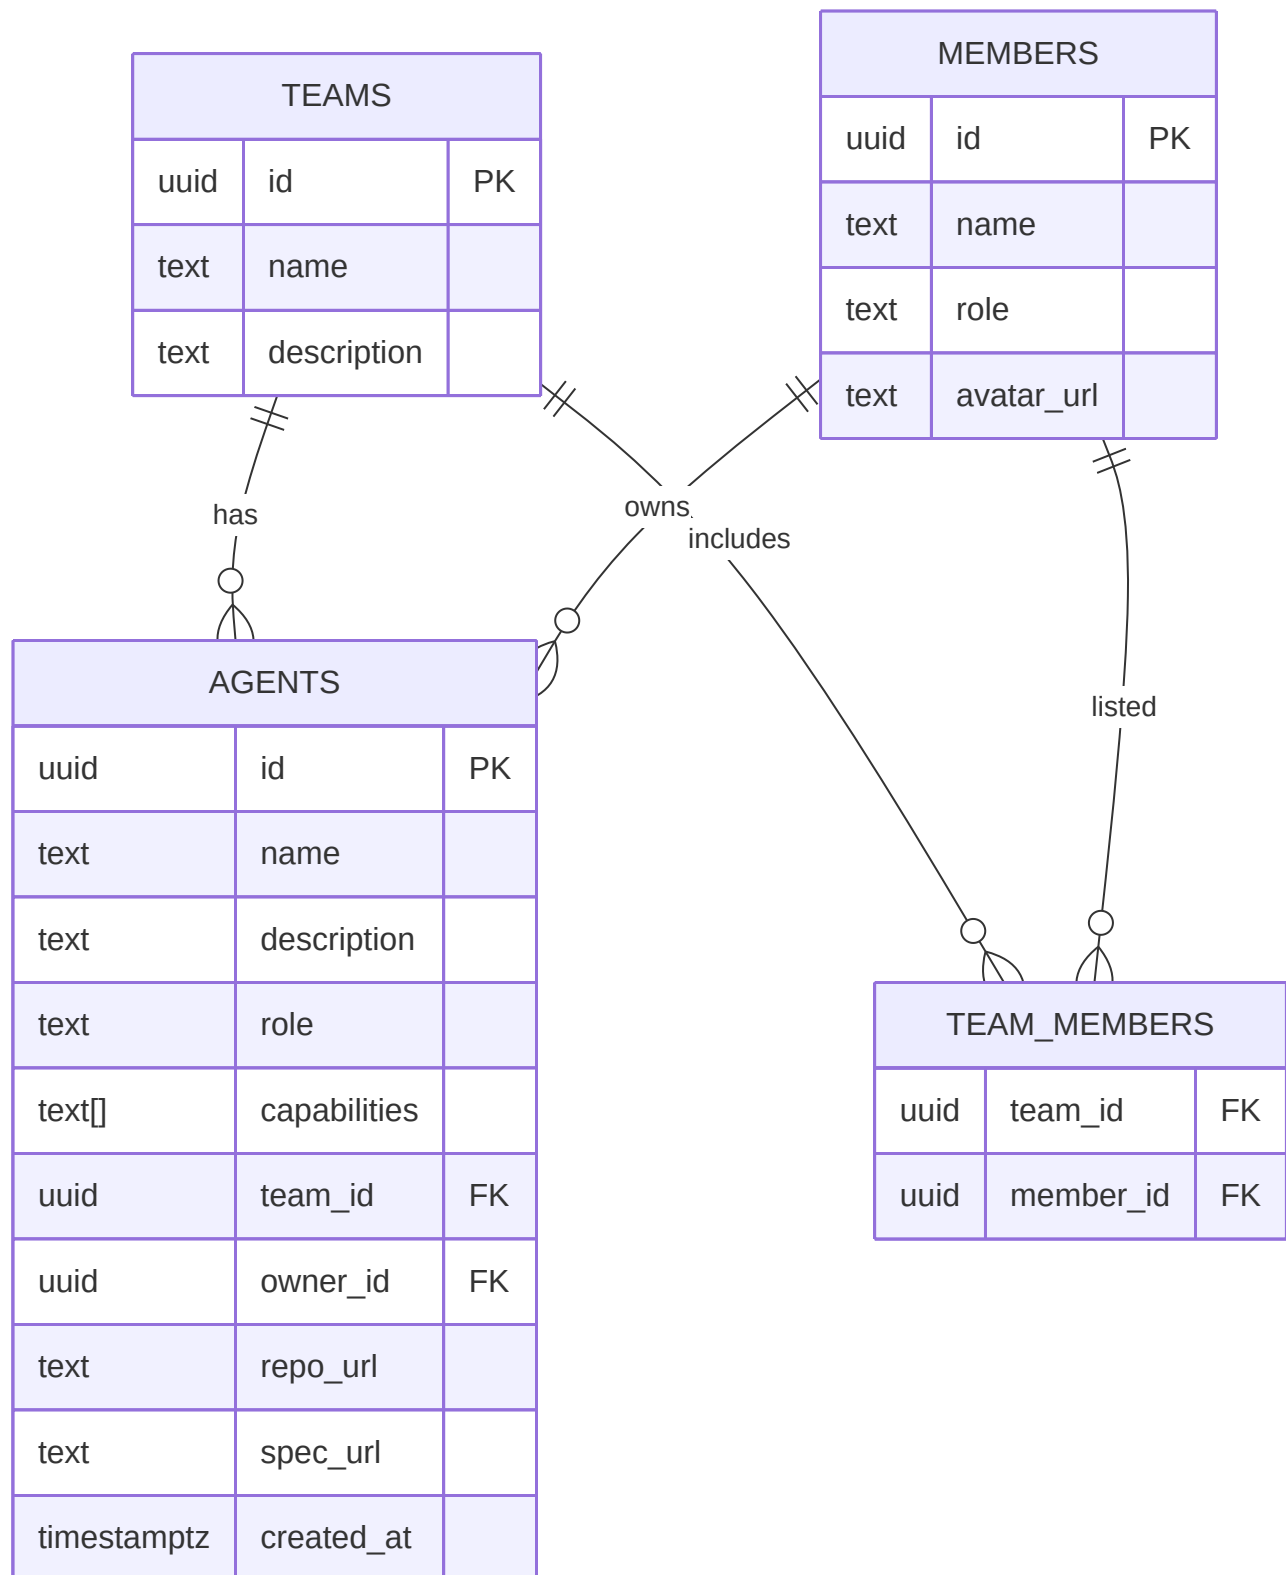 TEAMS
uuid id PK
text name
text description
MEMBERS
uuid id PK
text name
text role
text avatar_url
has
owns
includes
listed
AGENTS
uuid id PK
text name
text description
text role
text[] capabilities
uuid team_id FK
uuid owner_id FK
text repo_url
text spec_url
timestamptz created_at
TEAM_MEMBERS
uuid team_id FK
uuid member_id FK